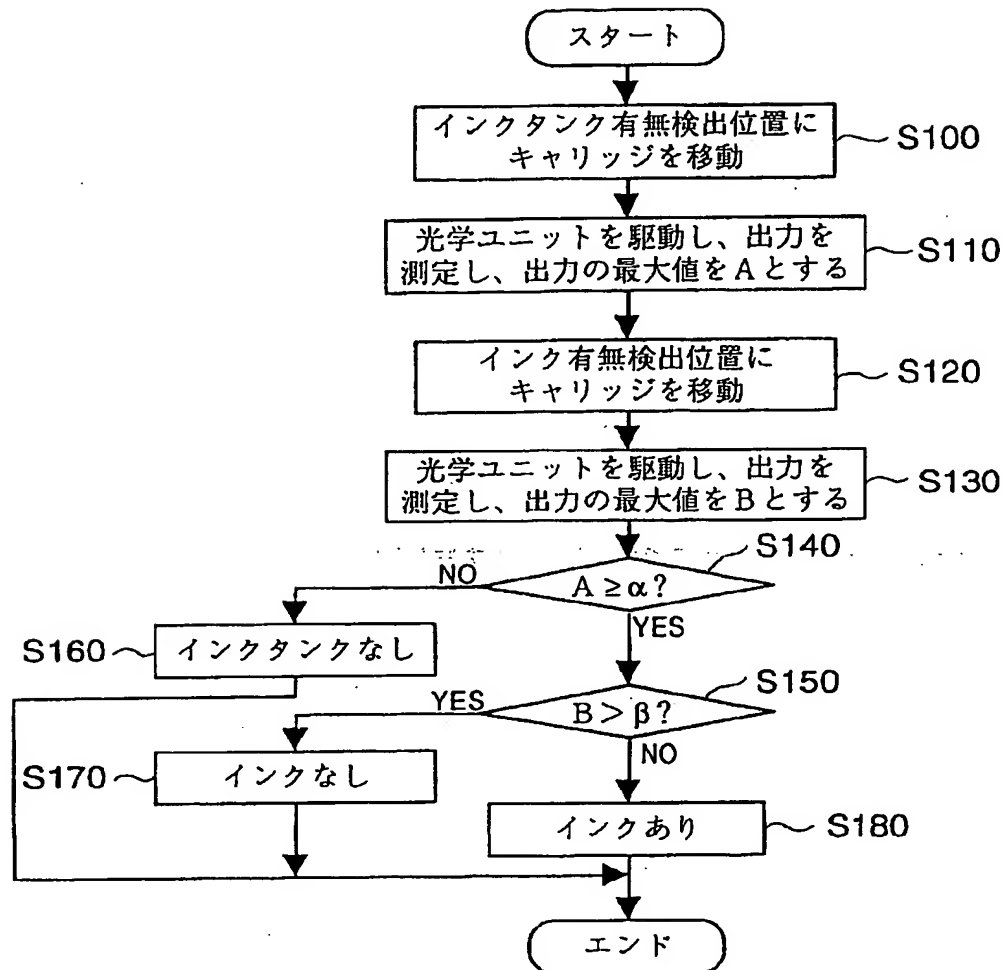 スタート
インクタンク有無検出位置に
キャリッジを移動
S100
光学ユニットを駆動し、出力を
測定し、出力の最大値をAとする
S110
インク有無検出位置に
キャリッジを移動
S120
光学ユニットを駆動し、出力を
測定し、出力の最大値をBとする
S130
S140
NO
A≥α?
YES
S160
インクタンクなし
S150
YES
B>β?
NO
S170
インクなし
インクあり
S180
エンド